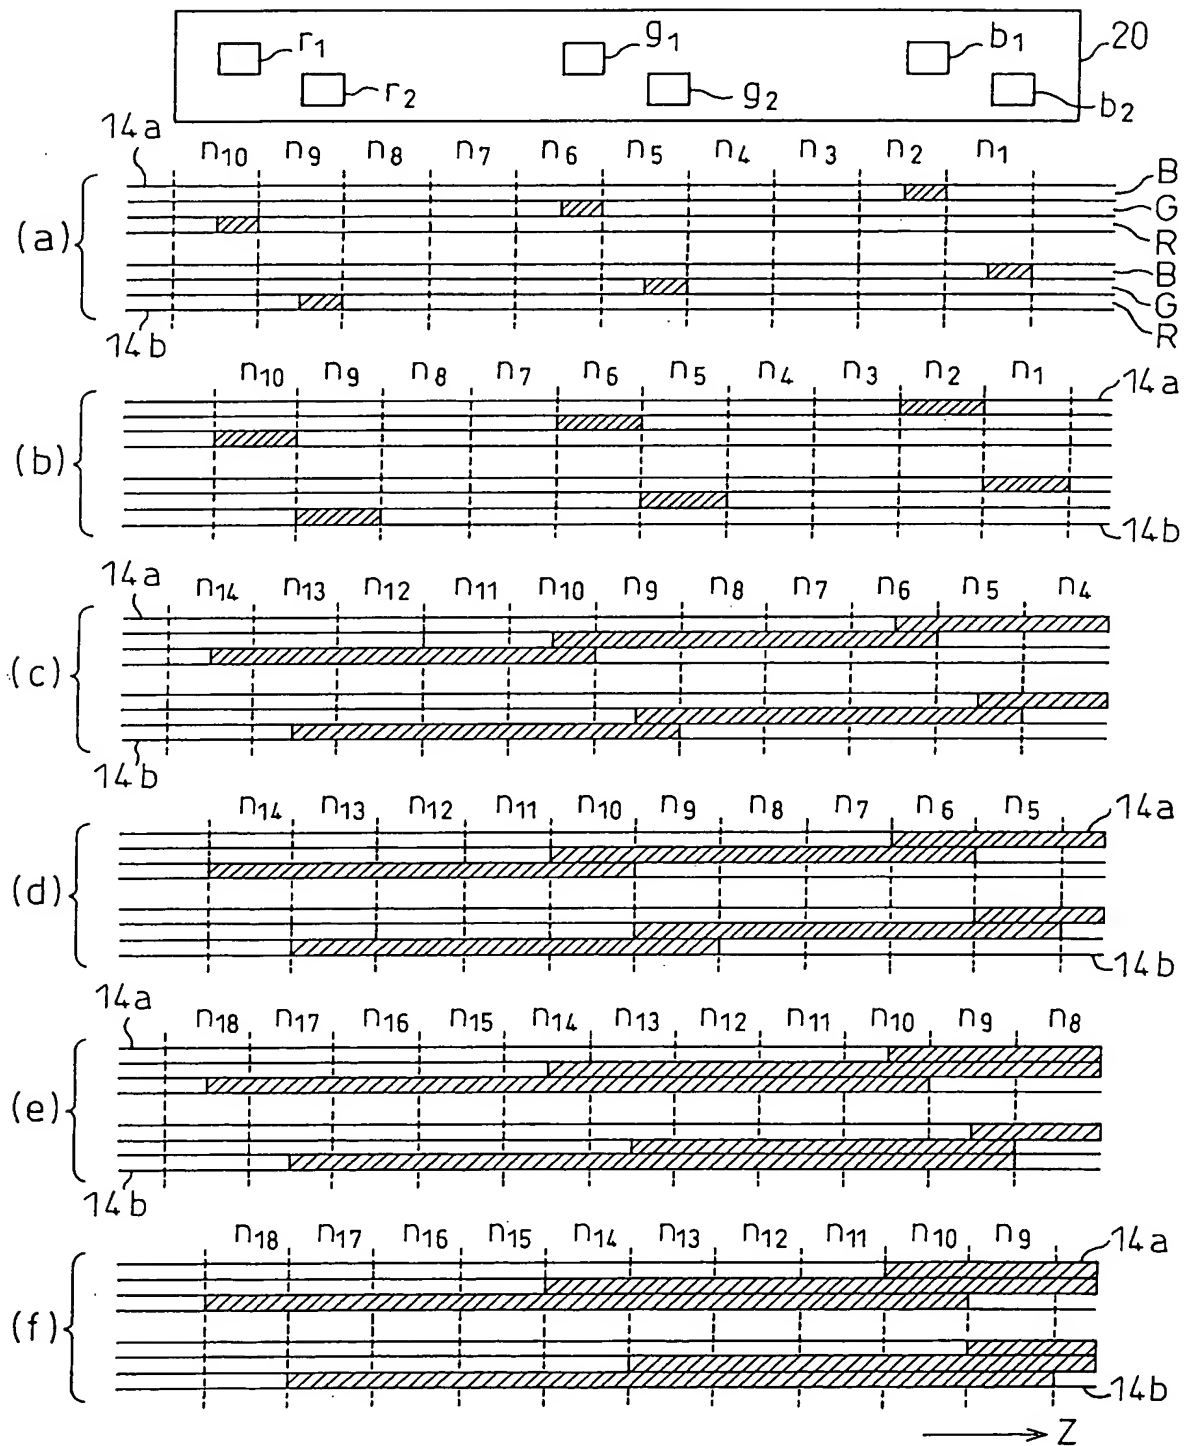 r1 g1 b1 20
r2 g2 b2
14a n10 n9 n8 n7 n6 n5 n4 n3 n2 n1
B
G
(a) R
B
G
14b R
n10 n9 n8 n7 n6 n5 n4 n3 n2 n1 14a
(b)
14b
14a n14 n13 n12 n11 n10 n9 n8 n7 n6 n5 n4
(c)
14b
n14 n13 n12 n11 n10 n9 n8 n7 n6 n5 14a
(d)
14b
14a n18 n17 n16 n15 n14 n13 n12 n11 n10 n9 n8
(e)
14b
n18 n17 n16 n15 n14 n13 n12 n11 n10 n9 14a
(f)
14b
Z